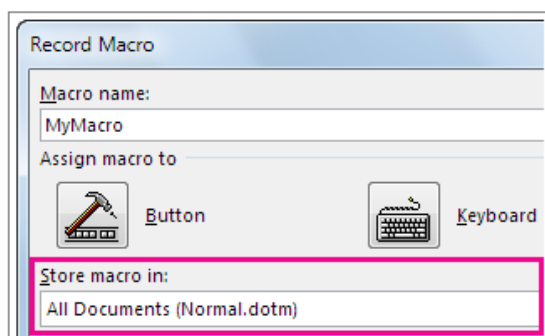 Record Macro
Macro name:
MyMacro
Assign macro to
Button
Keyboard
Store macro in:
All Documents (Normal.dotm)